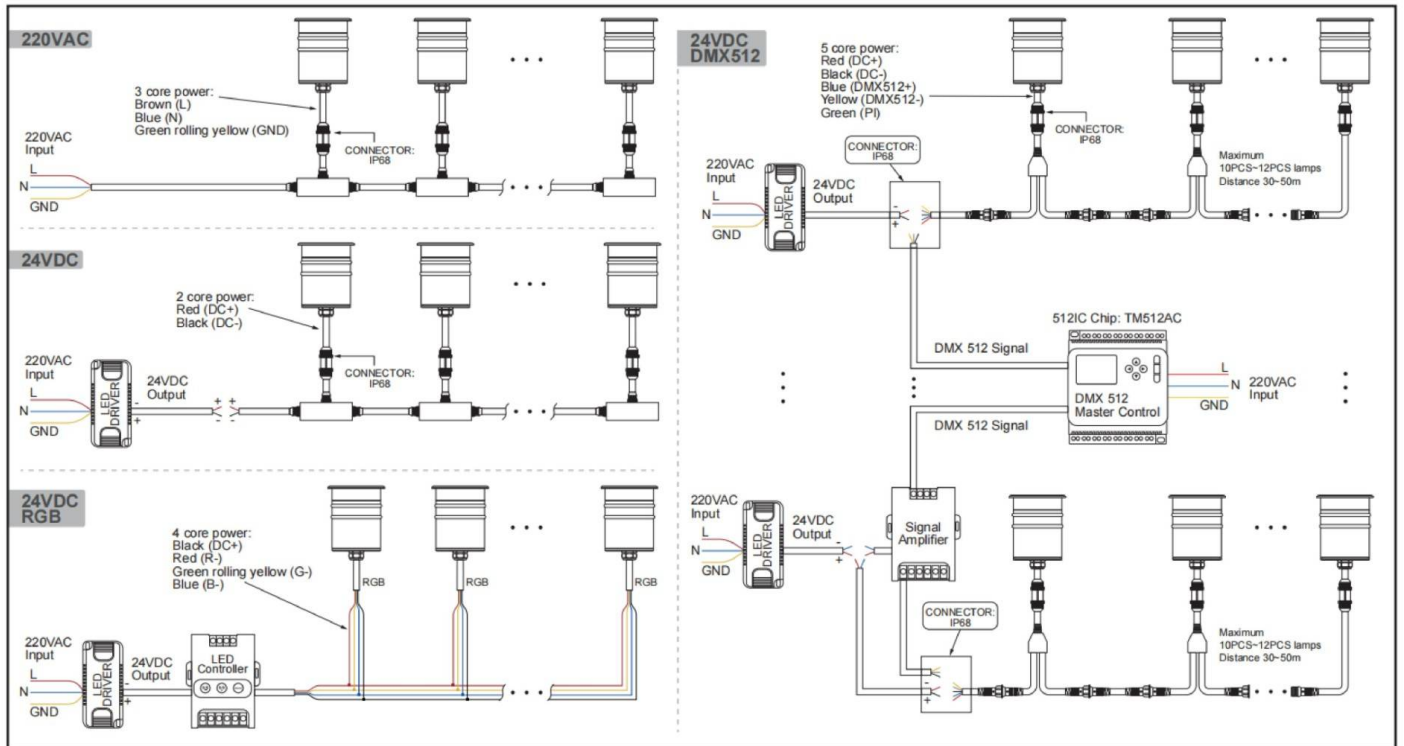 220VAC
3 core power:
Brown (L)
Blue (N)
Green rolling yellow (GND)
CONNECTOR:
IP68
220VAC
Input
L
N
GND
24VDC
2 core power:
Red (DC+)
Black (DC-)
CONNECTOR:
IP68
220VAC
Input
L
N
GND
LED
DRIVER
24VDC
Output
-
+
+ +
- -
24VDC
RGB
4 core power:
Black (DC+)
Red (R-)
Green rolling yellow (G-)
Blue (B-)
RGB
RGB
RGB
220VAC
Input
L
N
GND
LED
DRIVER
24VDC
Output
-
+
LED
Controller
24VDC
DMX512
5 core power:
Red (DC+)
Black (DC-)
Blue (DMX512+)
Yellow (DMX512-)
Green (PI)
CONNECTOR:
IP68
CONNECTOR:
IP68
220VAC
Input
L
N
GND
LED
DRIVER
24VDC
Output
-
+
Maximum
10PCS~12PCS lamps
Distance 30~50m
512IC Chip: TM512AC
DMX 512 Signal
DMX 512
Master Control
L
N
GND
220VAC
Input
DMX 512 Signal
220VAC
Input
L
N
GND
LED
DRIVER
24VDC
Output
-
+
Signal
Amplifier
CONNECTOR:
IP68
-
+
Maximum
10PCS~12PCS lamps
Distance 30~50m